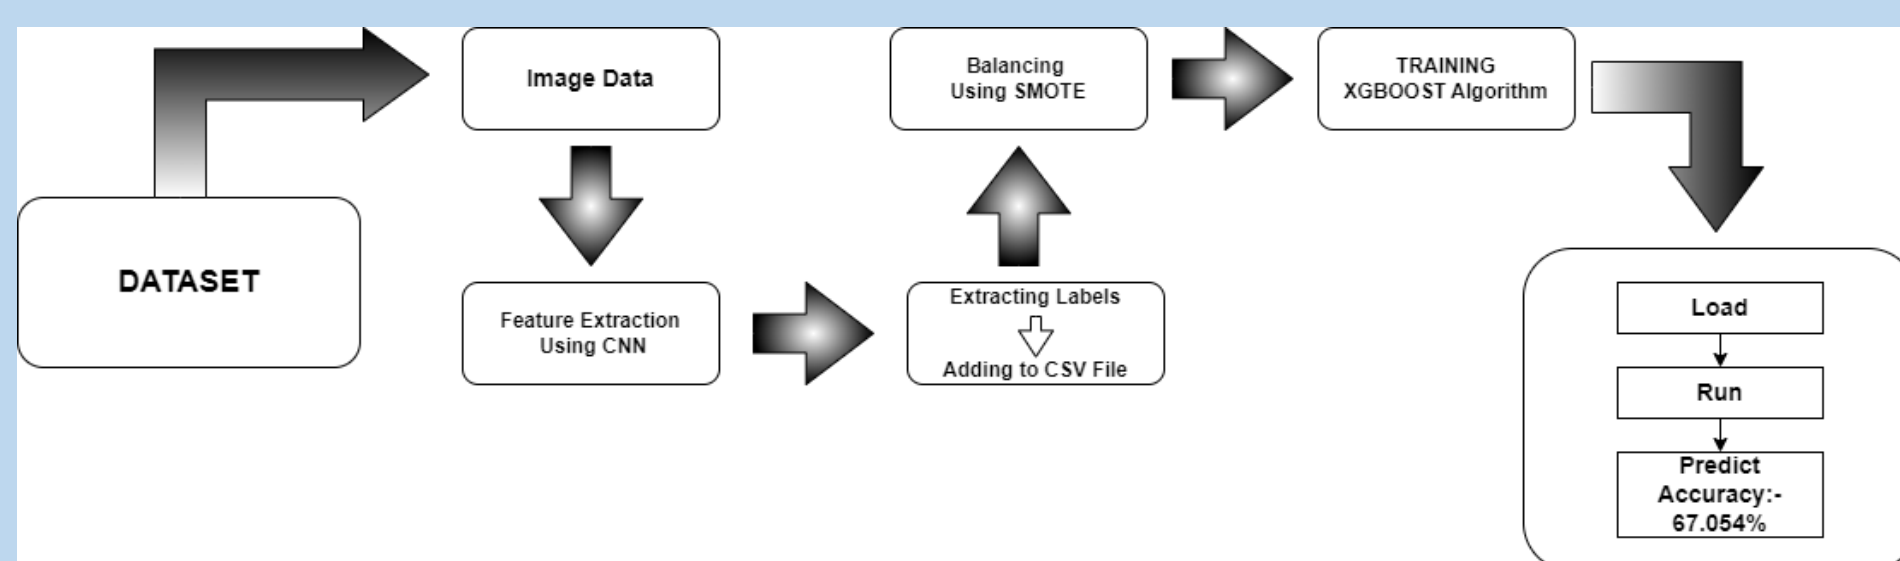 DATASET
Image Data
Feature Extraction
Using CNN
Extracting Labels
Adding to CSV File
Balancing
Using SMOTE
TRAINING
XGBOOST Algorithm
Load
Run
Predict
Accuracy:-
67.054%